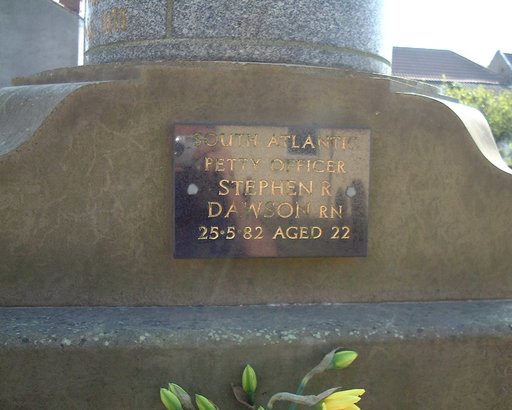 SOUTH ATLANTIC
PETTY OFFICER
STEPHEN R
DAWSON RN
25·5·82 AGED 22